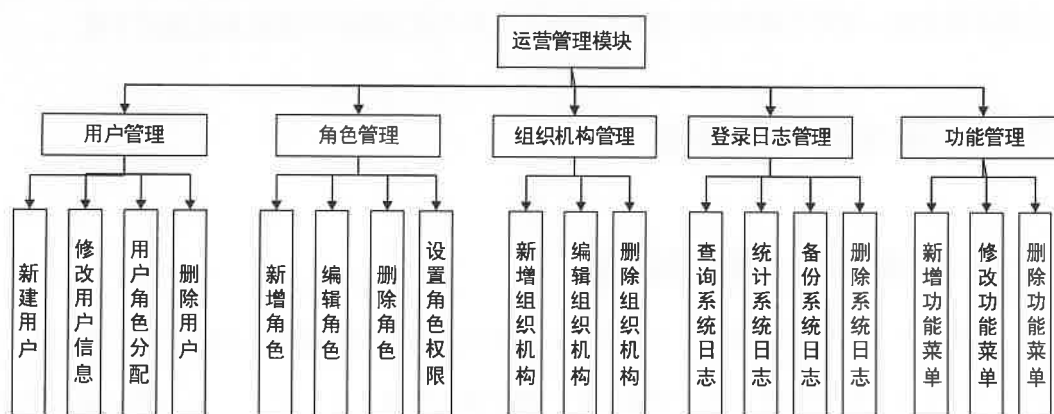 运营管理模块
用户管理
角色管理
组织机构管理
登录日志管理
功能管理
新建用户
修改用户信息
用户角色分配
删除用户
新增角色
编辑角色
删除角色
设置角色权限
新增组织机构
编辑组织机构
删除组织机构
查询系统日志
统计系统日志
备份系统日志
删除系统日志
新增功能菜单
修改功能菜单
删除功能菜单